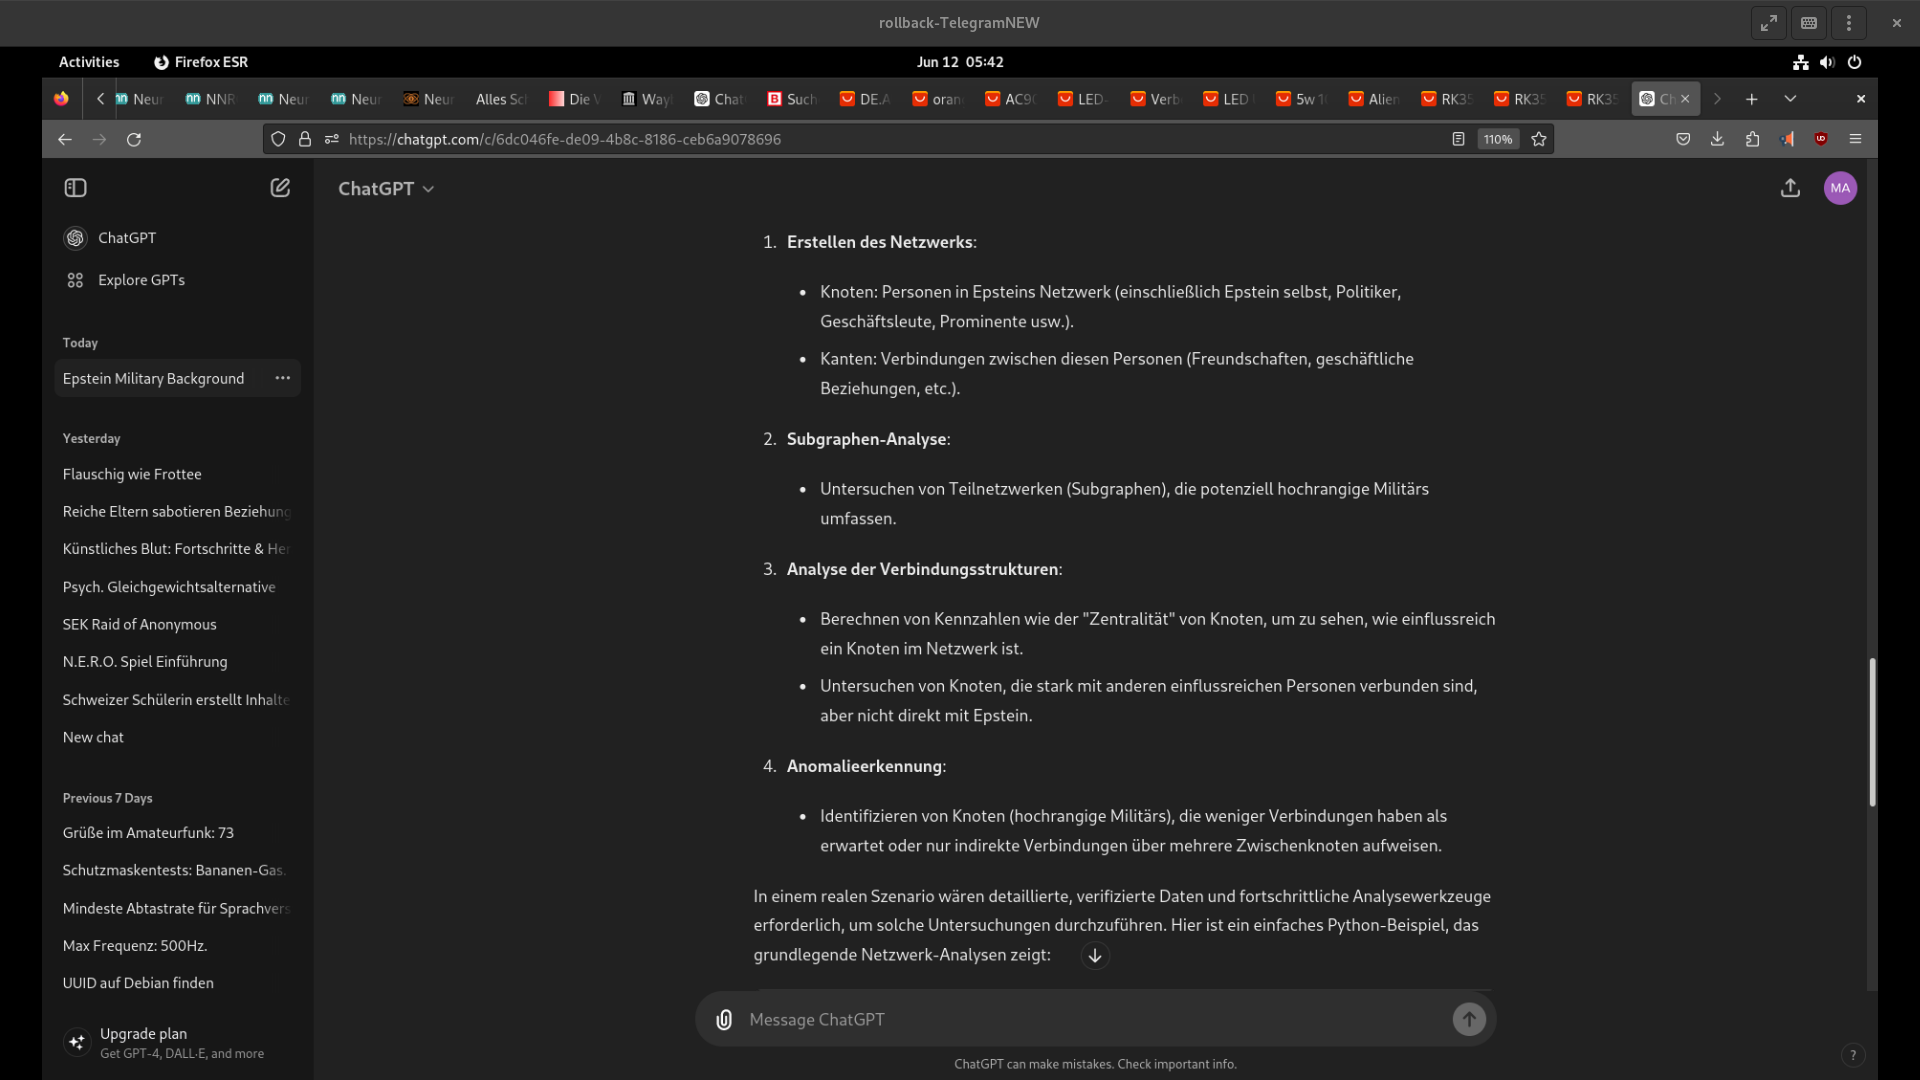 rollback-TelegramNEW
Activities
Firefox ESR
Jun 12 05:42
Neur
NNR
Neur
Neur
Neur
Alles Sc
Die
Way
Chat
Such
DE.A
oran
AC9
LED-
Verb
LED
5w 1
Alien
RK35
RK35
RK35
Ch
https://chatgpt.com/c/6dc046fe-de09-4b8c-8186-ceb6a9078696
110%
ChatGPT
Explore GPTs
Today
Epstein Military Background
Yesterday
Flauschig wie Frottee
Reiche Eltern sabotieren Beziehung
Künstliches Blut: Fortschritte & Her
Psych. Gleichgewichtsalternative
SEK Raid of Anonymous
N.E.R.O. Spiel Einführung
Schweizer Schülerin erstellt Inhalte
New chat
Previous 7 Days
Grüße im Amateurfunk: 73
Schutzmaskentests: Bananen-Gas.
Mindeste Abtastrate für Sprachvers
Max Frequenz: 500Hz.
UUID auf Debian finden
Upgrade plan
Get GPT-4, DALL·E, and more
ChatGPT
MA
1. Erstellen des Netzwerks:
• Knoten: Personen in Epsteins Netzwerk (einschließlich Epstein selbst, Politiker,
Geschäftsleute, Prominente usw.).
• Kanten: Verbindungen zwischen diesen Personen (Freundschaften, geschäftliche
Beziehungen, etc.).
2. Subgraphen-Analyse:
• Untersuchen von Teilnetzwerken (Subgraphen), die potenziell hochrangige Militärs
umfassen.
3. Analyse der Verbindungsstrukturen:
• Berechnen von Kennzahlen wie der "Zentralität" von Knoten, um zu sehen, wie einflussreich
ein Knoten im Netzwerk ist.
• Untersuchen von Knoten, die stark mit anderen einflussreichen Personen verbunden sind,
aber nicht direkt mit Epstein.
4. Anomalieerkennung:
• Identifizieren von Knoten (hochrangige Militärs), die weniger Verbindungen haben als
erwartet oder nur indirekte Verbindungen über mehrere Zwischenknoten aufweisen.
In einem realen Szenario wären detaillierte, verifizierte Daten und fortschrittliche Analysewerkzeuge
erforderlich, um solche Untersuchungen durchzuführen. Hier ist ein einfaches Python-Beispiel, das
grundlegende Netzwerk-Analysen zeigt:
Message ChatGPT
ChatGPT can make mistakes. Check important info.
?